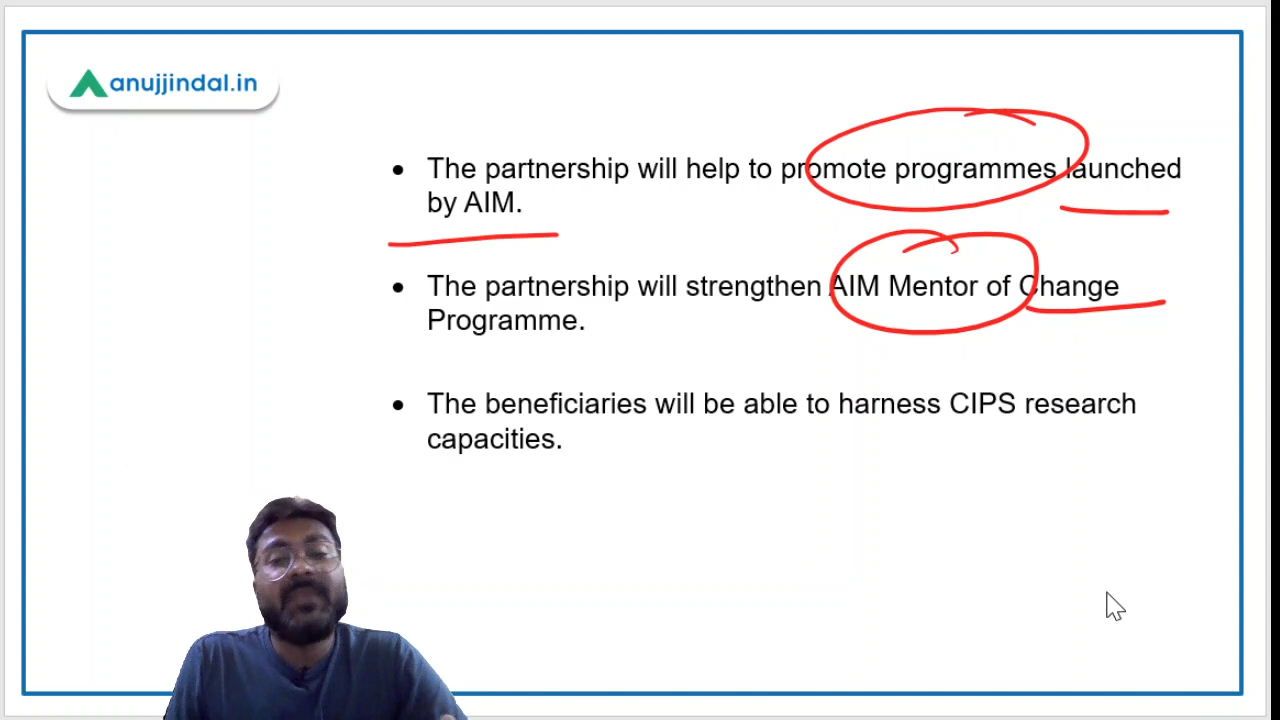 anujjindal.in
• The partnership will help to promote programmes launched
by AIM.
• The partnership will strengthen AIM Mentor of Change
Programme.
• The beneficiaries will be able to harness CIPS research
capacities.